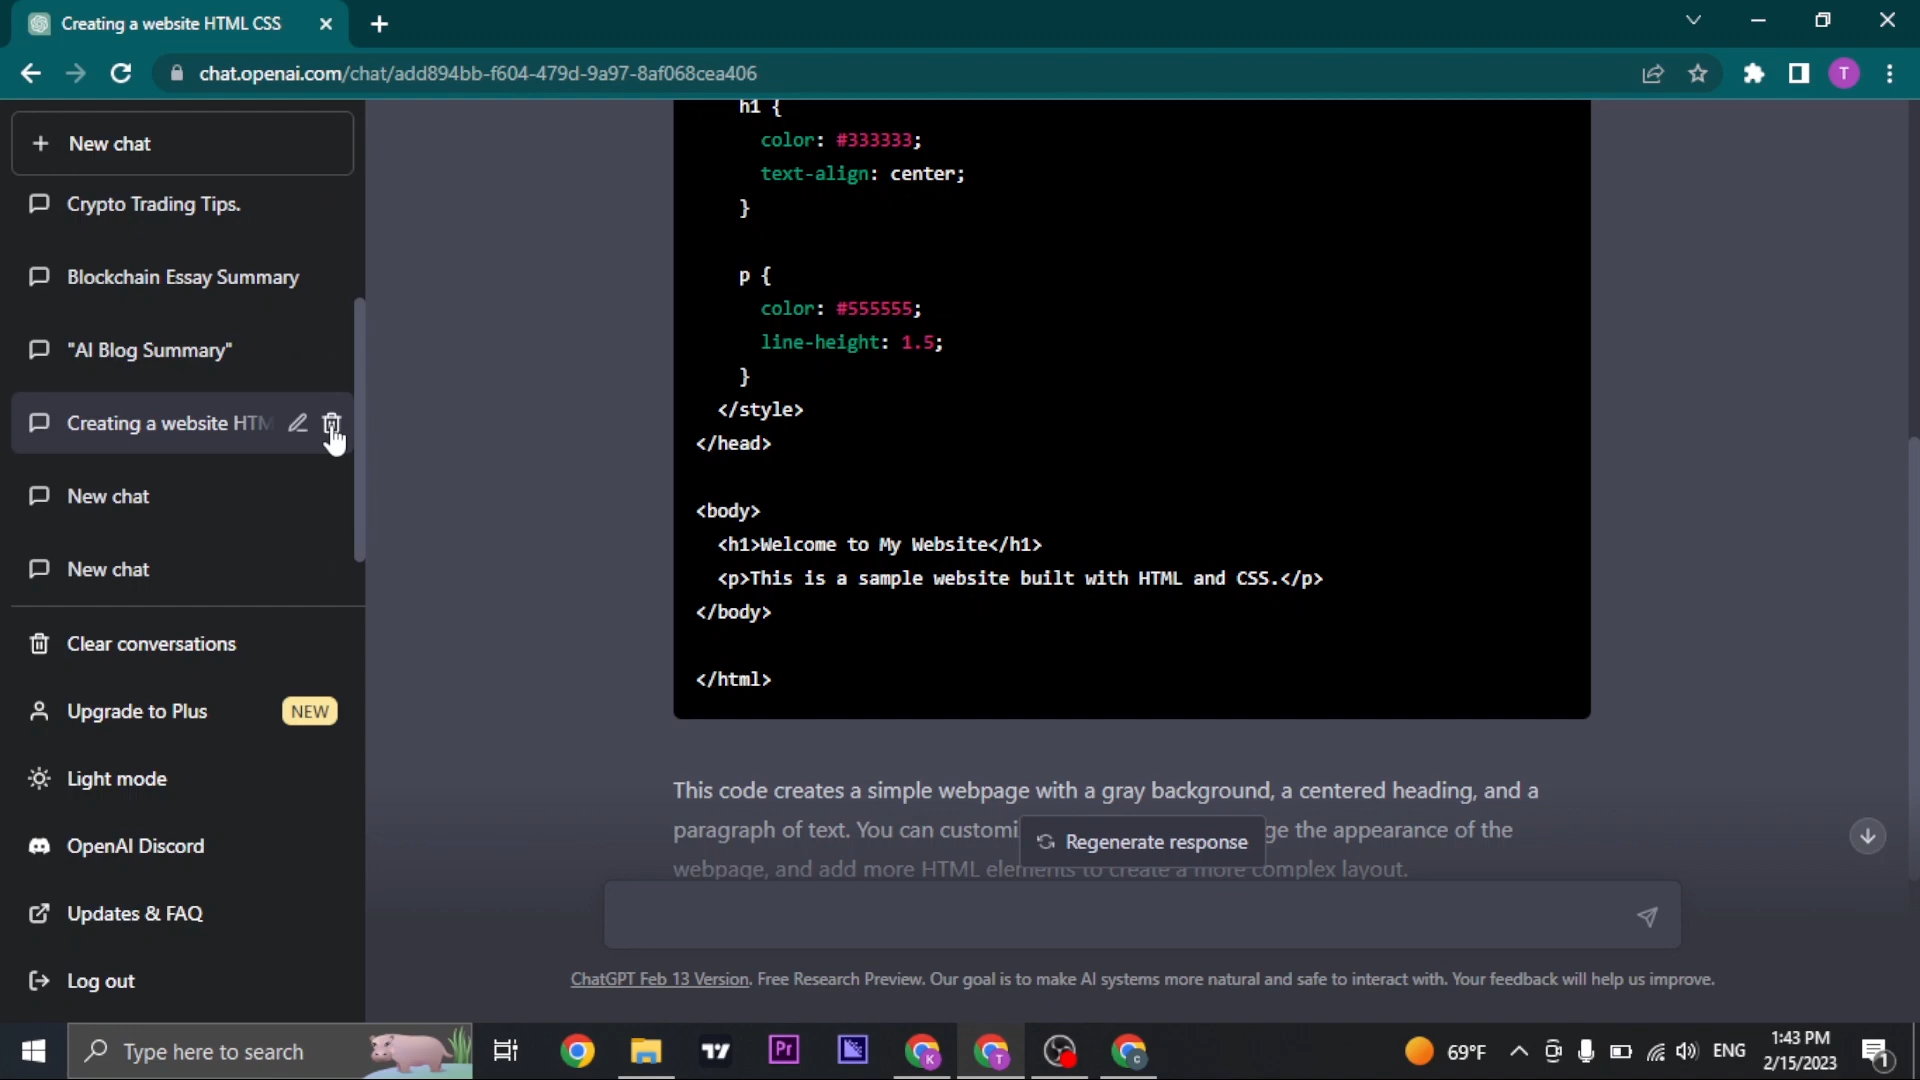 Creating a website HTML CSS
chat.openai.com/chat/add894bb-f604-479d-9a97-8af068cea406
T
New chat
Crypto Trading Tips.
Blockchain Essay Summary
"AI Blog Summary"
Creating a website HTM
New chat
New chat
Clear conversations
Upgrade to Plus NEW
Light mode
OpenAI Discord
Updates & FAQ
Log out
h1 {
color: #333333;
text-align: center;
}
p {
color: #555555;
line-height: 1.5;
}
</style>
</head>
<body>
<h1>Welcome to My Website</h1>
<p>This is a sample website built with HTML and CSS.</p>
</body>
</html>
This code creates a simple webpage with a gray background, a centered heading, and a
paragraph of text. You can customi ge the appearance of the
Regenerate response
webpage, and add more HTML elements to create a more complex layout.
ChatGPT Feb 13 Version. Free Research Preview. Our goal is to make AI systems more natural and safe to interact with. Your feedback will help us improve.
Type here to search
Pr
K
T
C
69°F
ENG
1:43 PM
2/15/2023
1